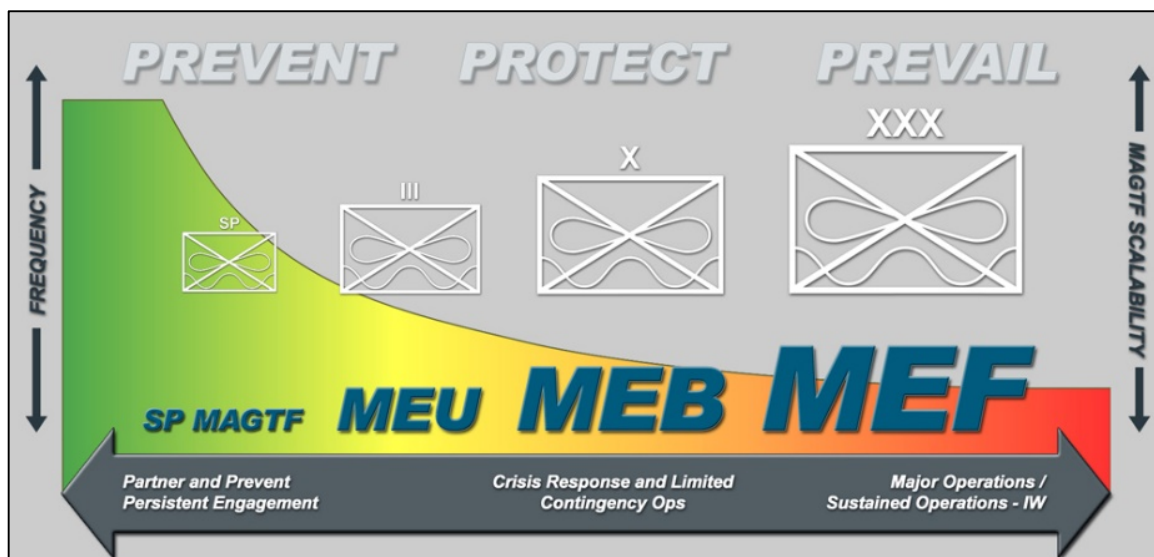 PREVENT PROTECT PREVAIL
FREQUENCY
MAGTF SCALABILITY
SP
III
X
XXX
SP MAGTF MEU MEB MEF
Partner and Prevent
Persistent Engagement
Crisis Response and Limited
Contingency Ops
Major Operations /
Sustained Operations - IW